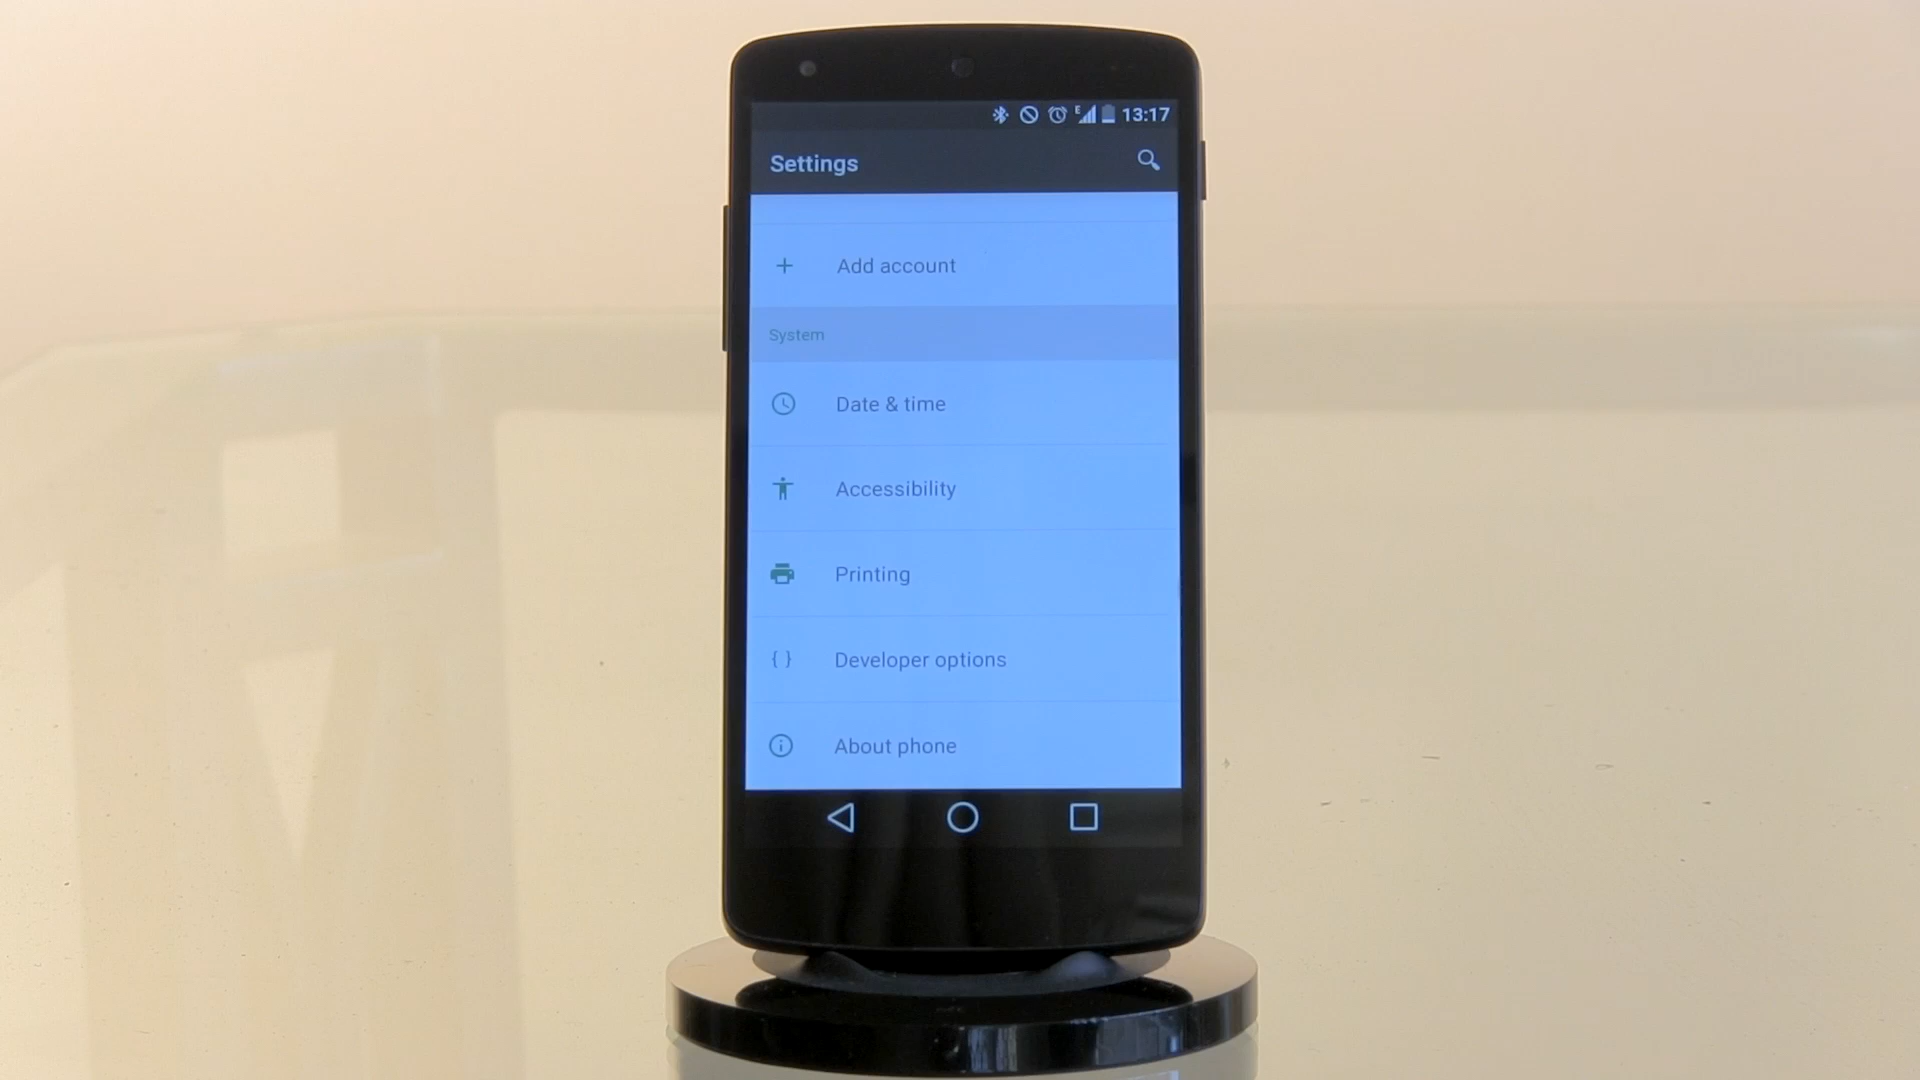 E 13:17
Settings
Add account
System
Date & time
Accessibility
Printing
{ } Developer options
About phone